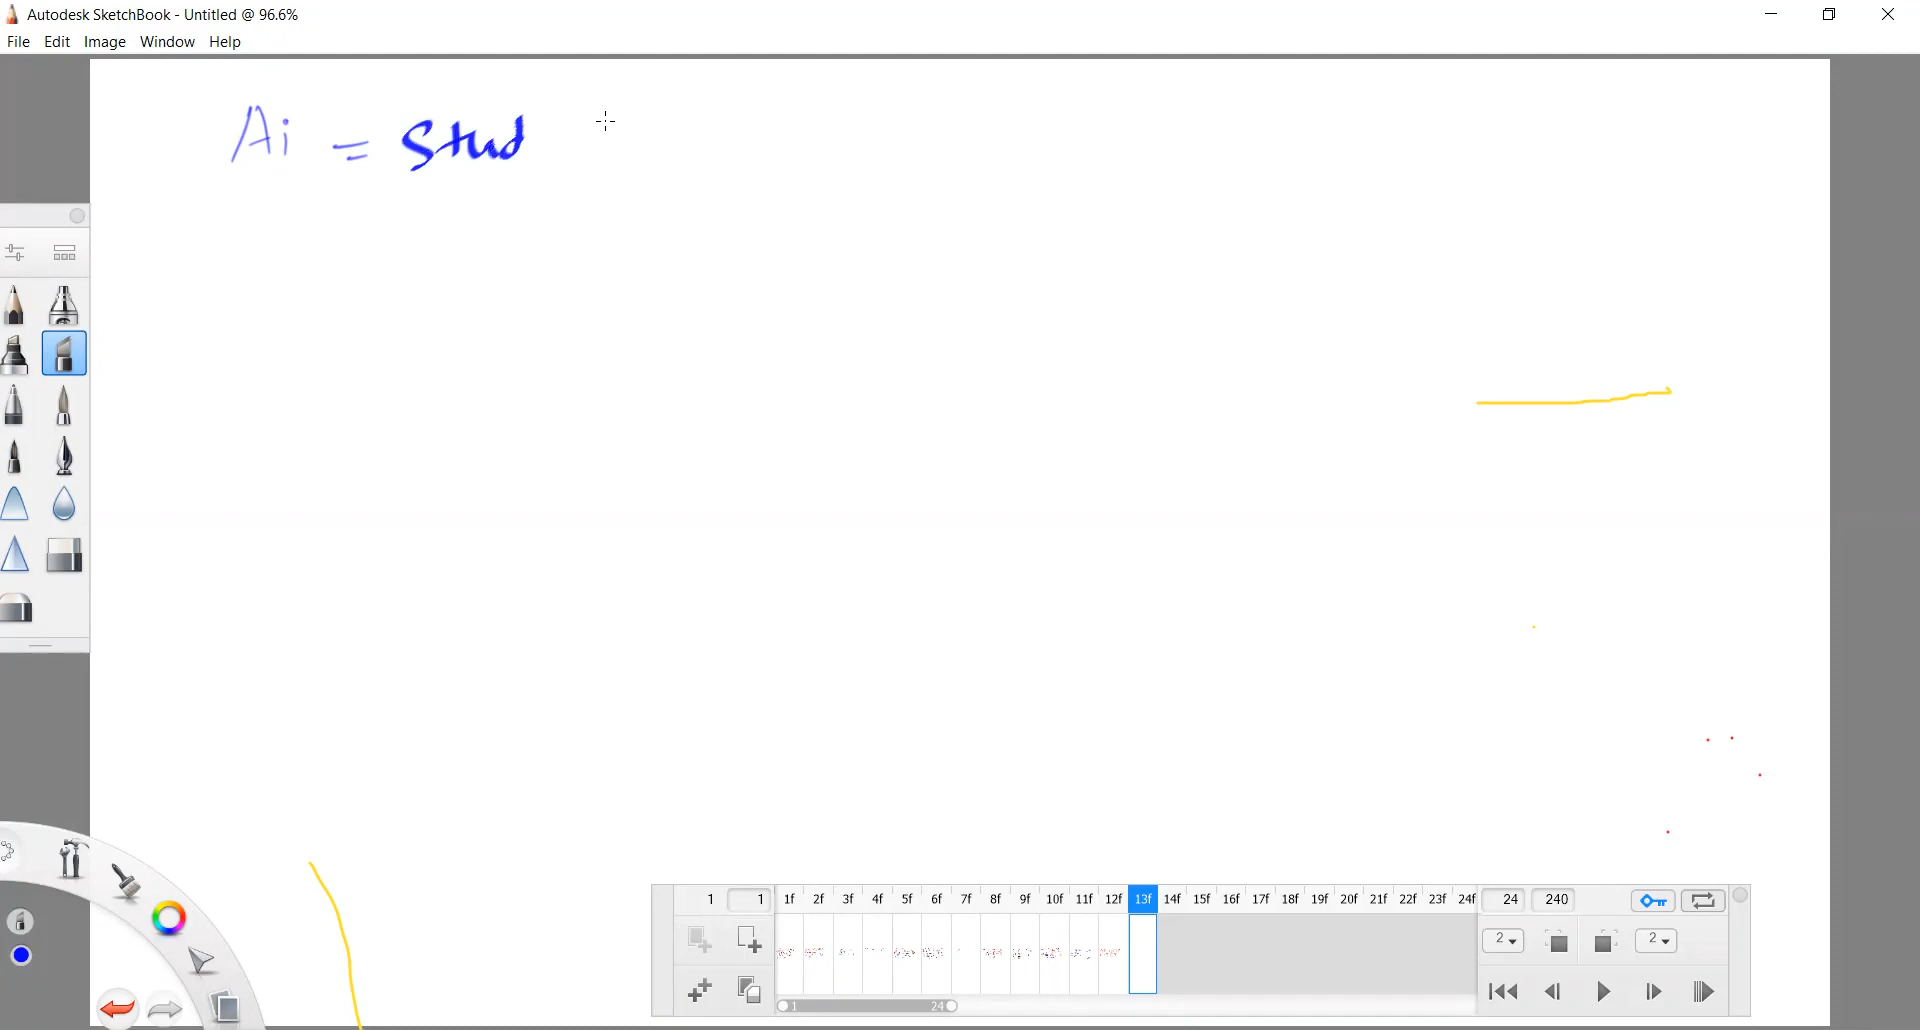 Autodesk SketchBook - Untitled @ 96.6%
File Edit Image Window Help
Ai = Stud
1 1 1f 2f 3f 4f 5f 6f 7f 8f 9f 10f 11f 12f 13f 14f 15f 16f 17f 18f 19f 20f 21f 22f 23f 24f 24 240
2 2
1 24